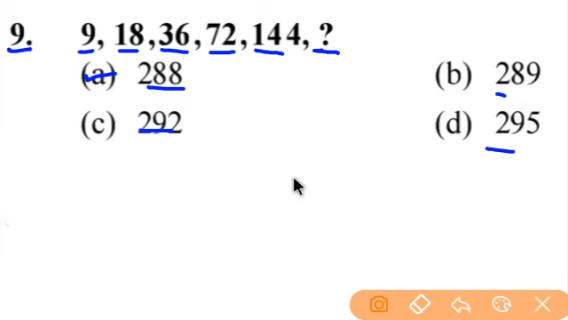 9. 9, 18, 36, 72, 144, ?
(a) 288 (b) 289
(c) 292 (d) 295